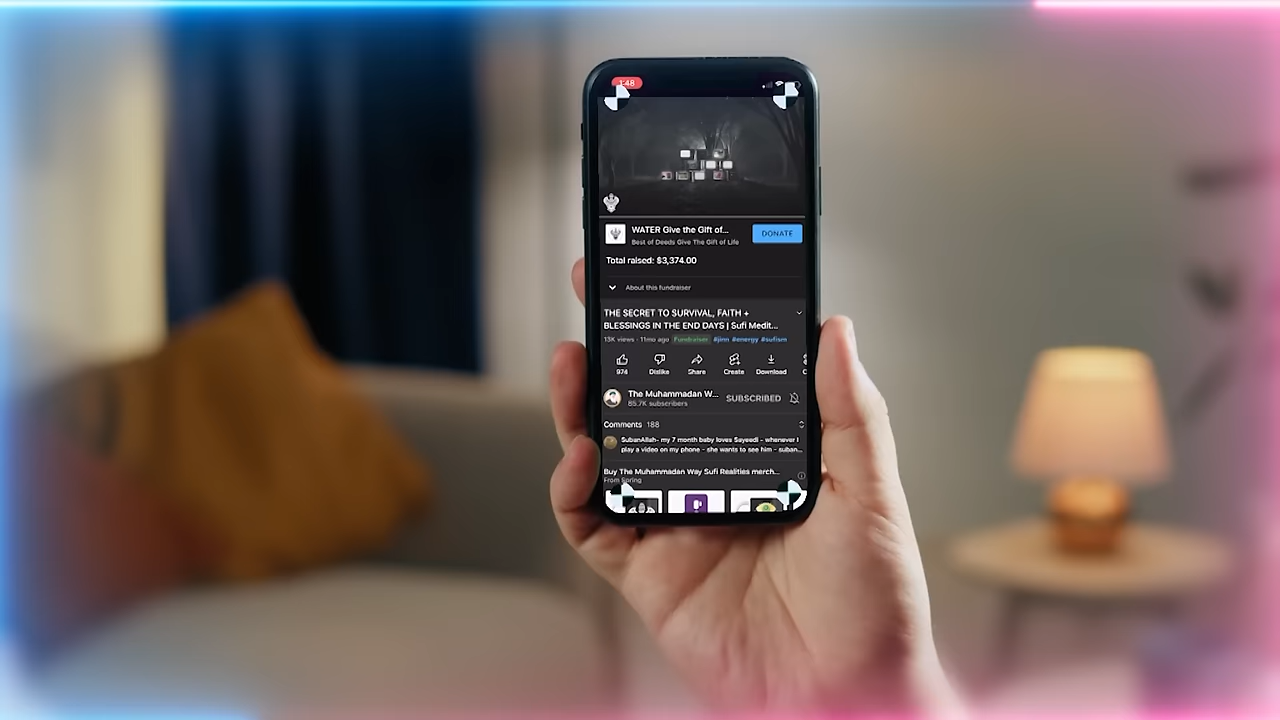 1:48
WATER Give the Gift of...
Best of Deeds Give The Gift of Life
DONATE
Total raised: $3,374.00
About this fundraiser
THE SECRET TO SURVIVAL, FAITH +
BLESSINGS IN THE END DAYS | Sufi Medit...
13K views · 11mo ago Fundraiser #jinn #energy #sufism
974 Dislike Share Create Download
The Muhammadan W... SUBSCRIBED
85.7K subscribers
Comments 188
SubanAllah- my 7 month baby loves Sayeedi - whenever I
play a video on my phone - she wants to see him - suban...
Buy The Muhammadan Way Sufi Realities merch...
From Spring